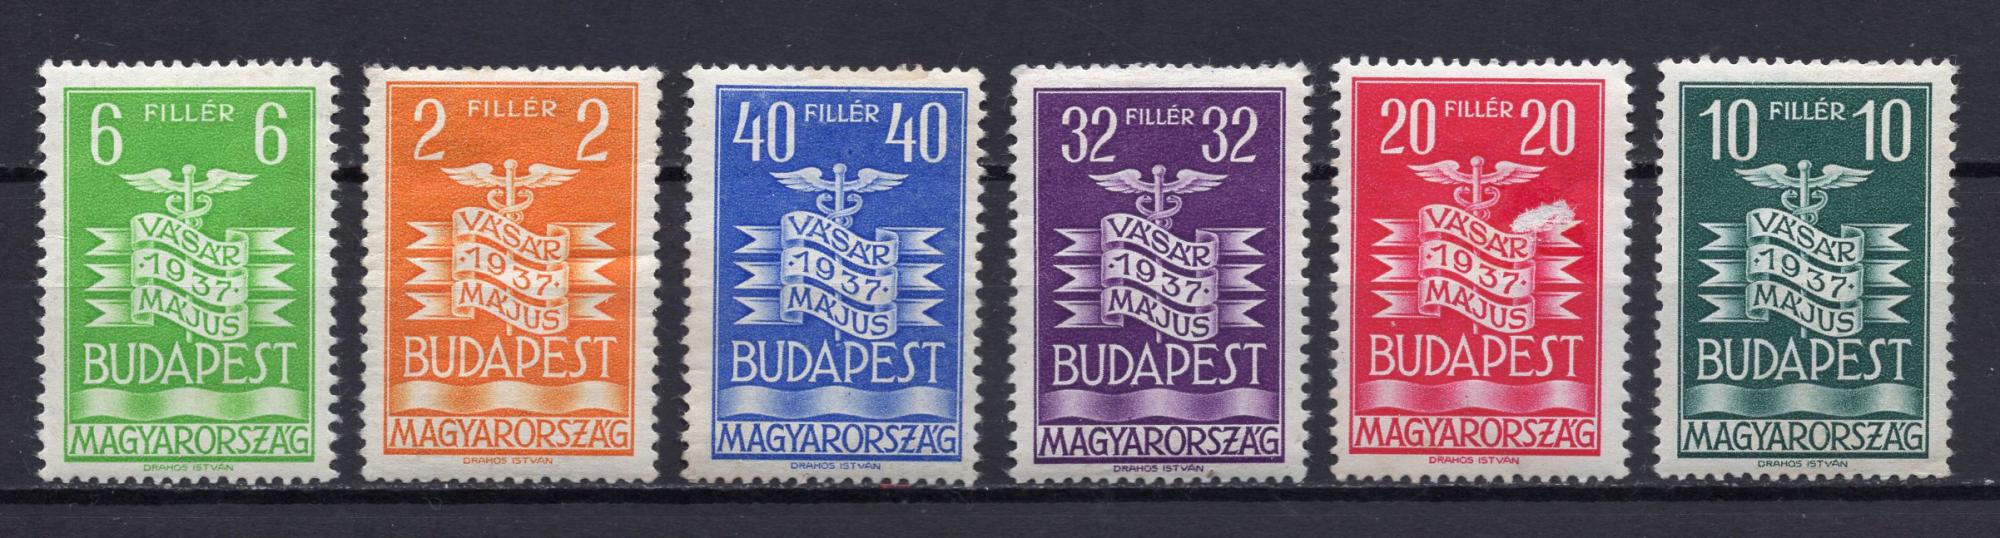 6 FILLÉR 6
VÁSÁR
·1937·
MÁJUS
BUDAPEST
MAGYARORSZÁG
DRAHOS ISTVÁN
2 FILLÉR 2
VÁSÁR
·1937·
MÁJUS
BUDAPEST
MAGYARORSZÁG
DRAHOS ISTVÁN
40 FILLÉR 40
VÁSÁR
·1937·
MÁJUS
BUDAPEST
MAGYARORSZÁG
DRAHOS ISTVÁN
32 FILLÉR 32
VÁSÁR
·1937·
MÁJUS
BUDAPEST
MAGYARORSZÁG
DRAHOS ISTVÁN
20 FILLÉR 20
VÁSÁR
·1937·
MÁJUS
BUDAPEST
MAGYARORSZÁG
DRAHOS ISTVÁN
10 FILLÉR 10
VÁSÁR
·1937·
MÁJUS
BUDAPEST
MAGYARORSZÁG
DRAHOS ISTVÁN